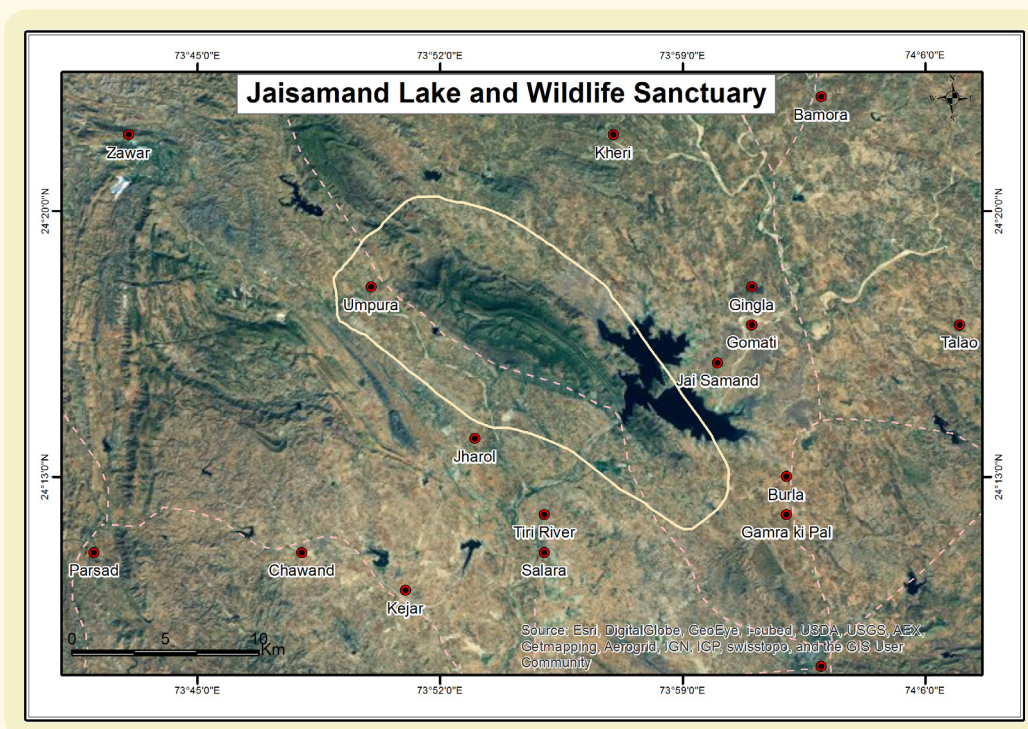 73°45'0"E 73°52'0"E 73°59'0"E 74°6'0"E
Jaisamand Lake and Wildlife Sanctuary
N
W E
S
Bamora
Zawar
Kheri
24°20'0"N 24°20'0"N
Umpura
Gingla
Gomati
Talao
Jai Samand
Jharol
24°13'0"N 24°13'0"N
Burla
Tiri River
Gamra ki Pal
Parsad
Chawand
Salara
Kejar
0 5 10
Km
Source: Esri, DigitalGlobe, GeoEye, i-cubed, USDA, USGS, AEX,
Getmapping, Aerogrid, IGN, IGP, swisstopo, and the GIS User
Community
73°45'0"E 73°52'0"E 73°59'0"E 74°6'0"E